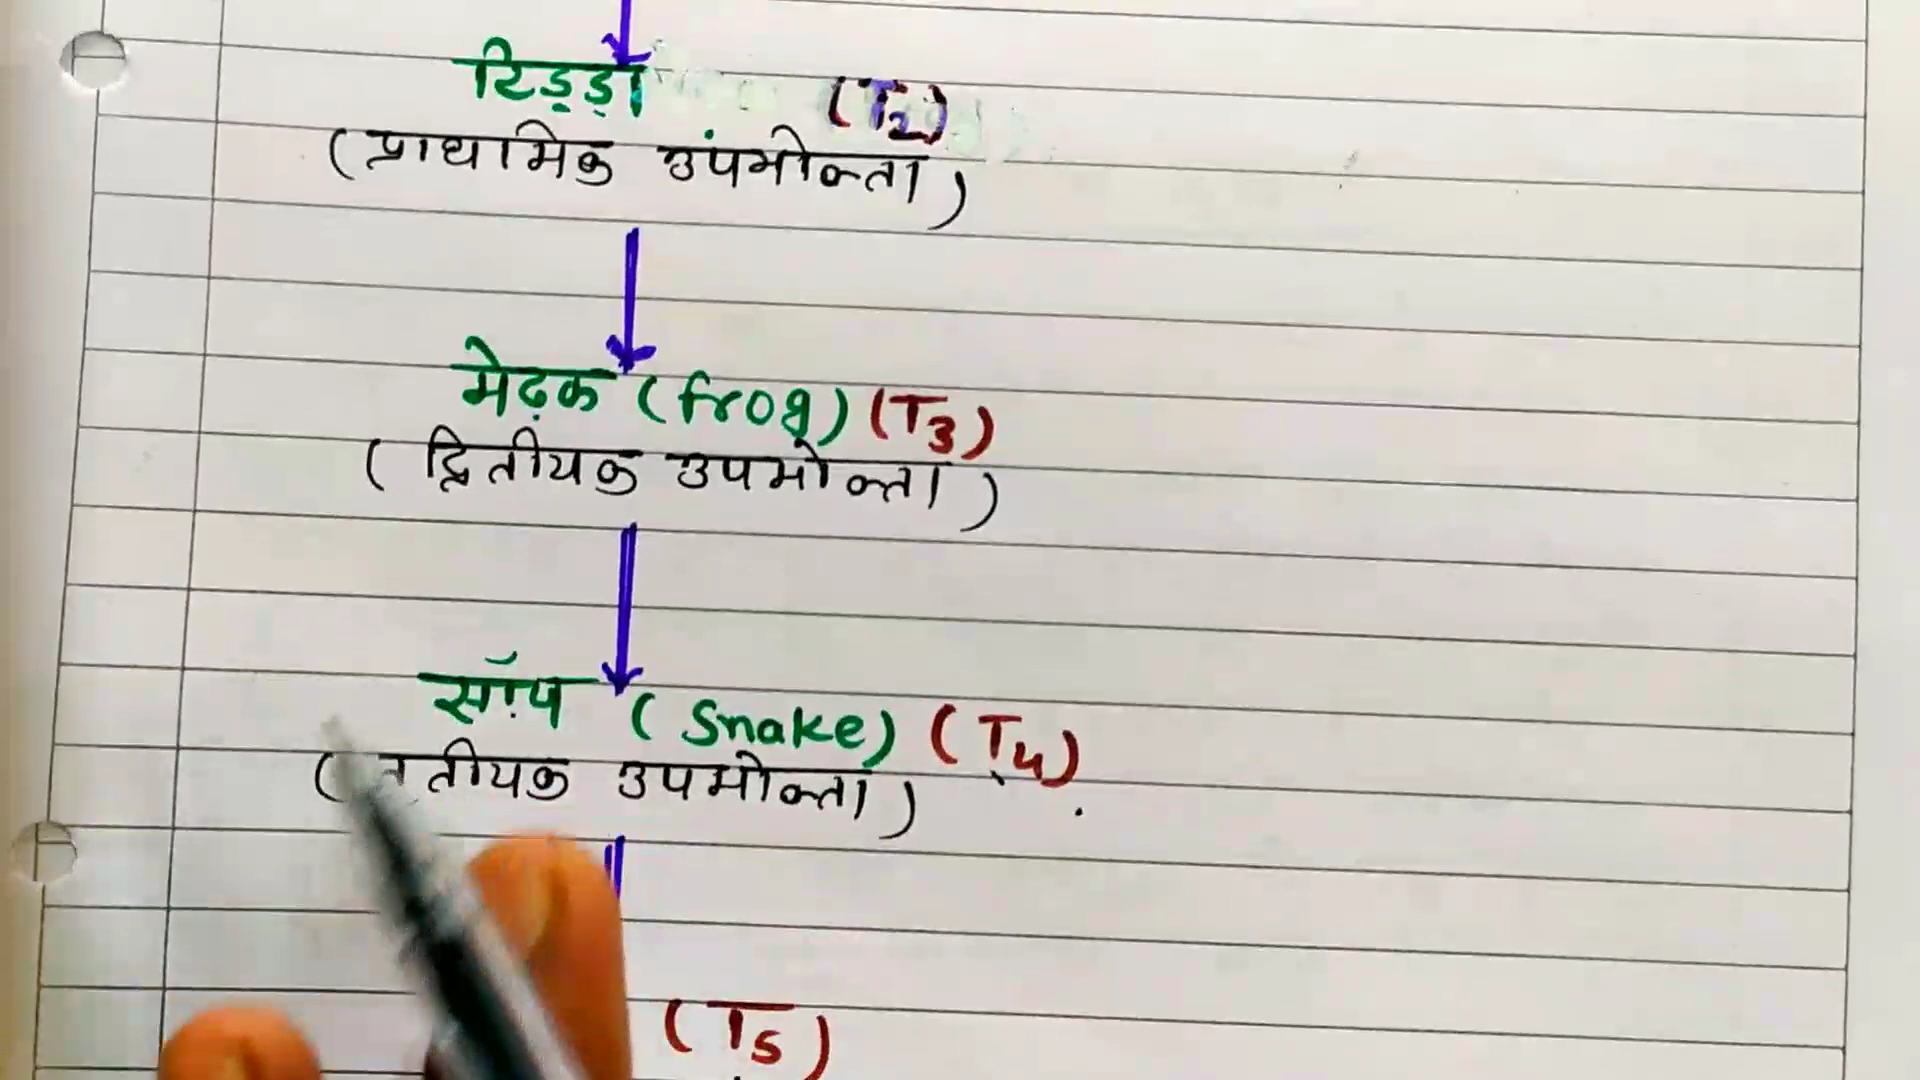 टिड्डा (T2)
(प्राथमिक उपभोक्ता)
मेढ़क (frog) (T3)
(द्वितीयक उपभोक्ता)
साँप (Snake) (T4)
(तृतीयक उपभोक्ता)
(T5)